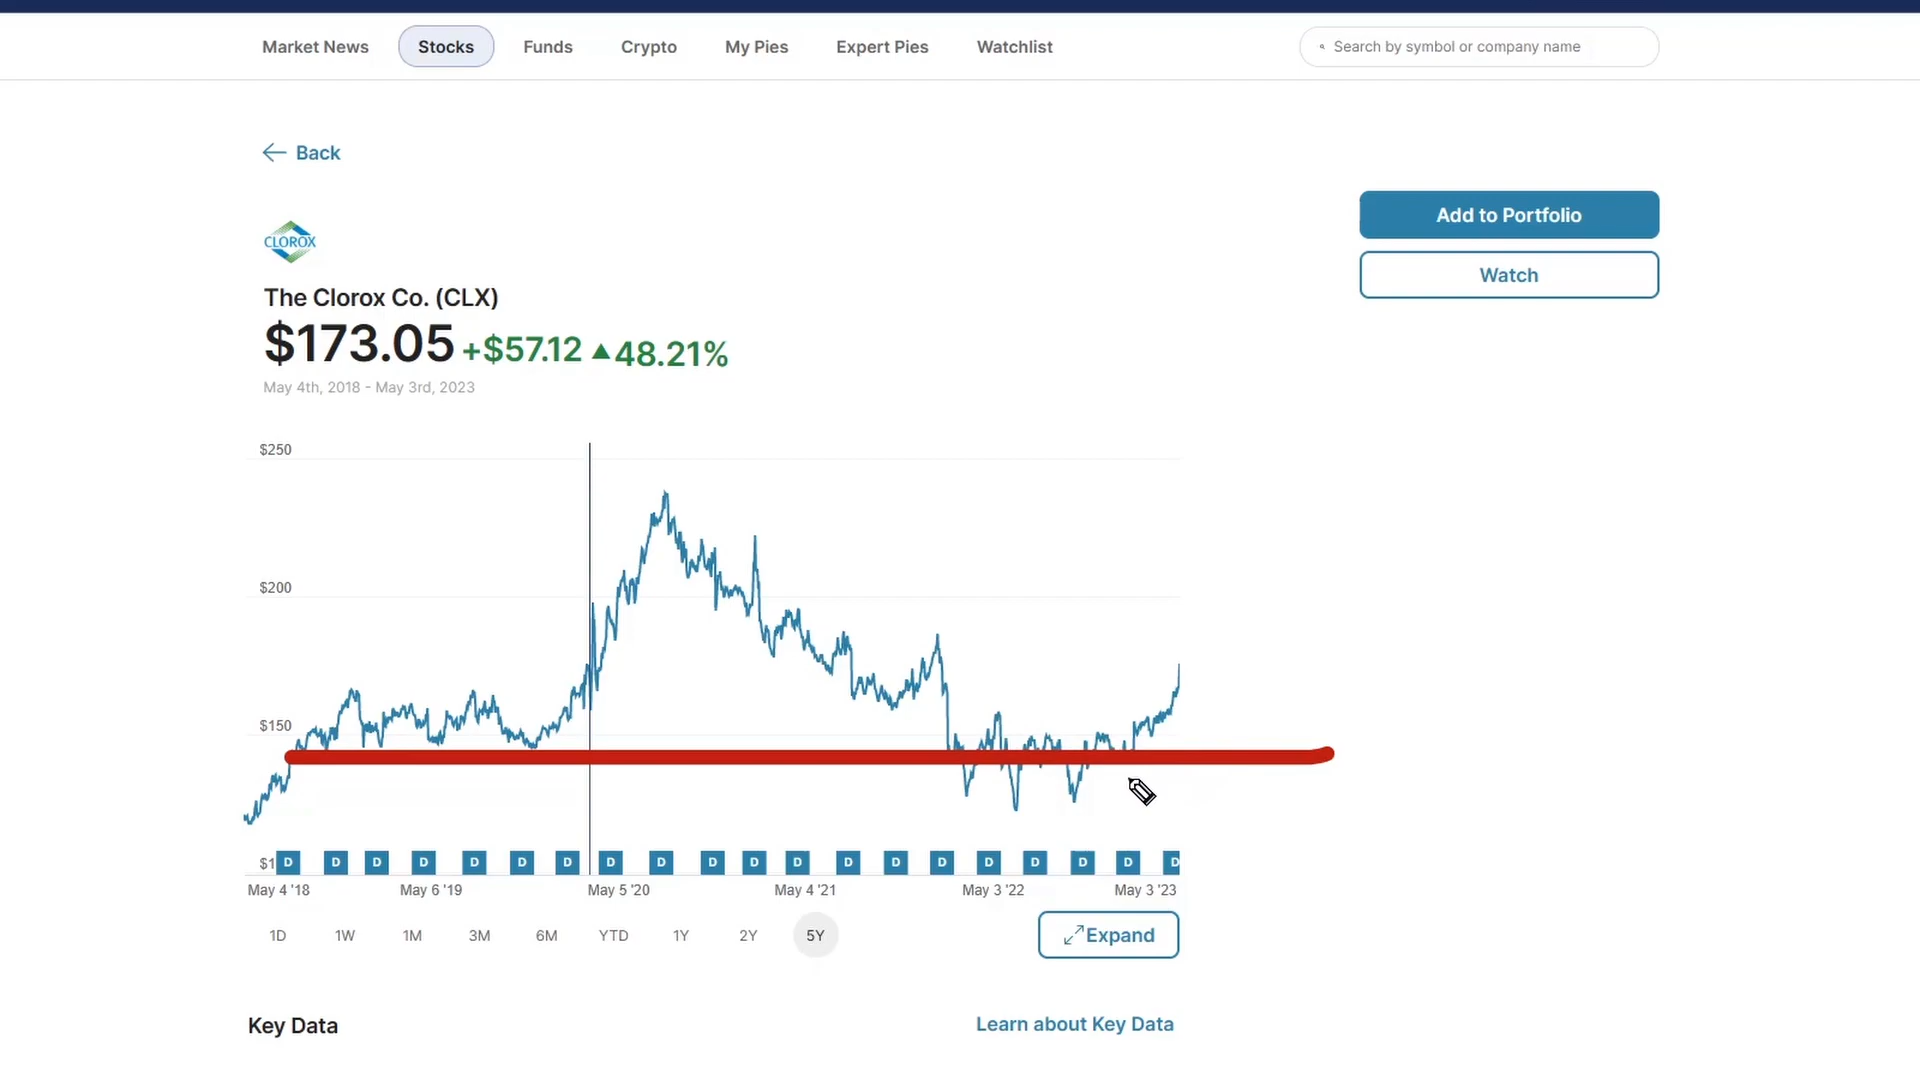 Market News Stocks Funds Crypto My Pies Expert Pies Watchlist Search by symbol or company name
Back
Add to Portfolio
Watch
CLOROX
The Clorox Co. (CLX)
$173.05 +$57.12 ▲48.21%
May 4th, 2018 - May 3rd, 2023
$250
$200
$150
$1 D D D D D D D D D D D D D D D D D D D D
May 4 '18 May 6 '19 May 5 '20 May 4 '21 May 3 '22 May 3 '23
1D 1W 1M 3M 6M YTD 1Y 2Y 5Y Expand
Key Data Learn about Key Data